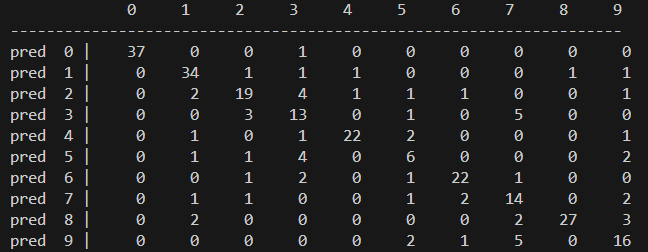 0 1 2 3 4 5 6 7 8 9
-------------------------------------------------------------
pred 0 | 37 0 0 1 0 0 0 0 0 0
pred 1 | 0 34 1 1 1 0 0 0 1 1
pred 2 | 0 2 19 4 1 1 1 0 0 1
pred 3 | 0 0 3 13 0 1 0 5 0 0
pred 4 | 0 1 0 1 22 2 0 0 0 1
pred 5 | 0 1 1 4 0 6 0 0 0 2
pred 6 | 0 0 1 2 0 1 22 1 0 0
pred 7 | 0 1 1 0 0 1 2 14 0 2
pred 8 | 0 2 0 0 0 0 0 2 27 3
pred 9 | 0 0 0 0 0 2 1 5 0 16